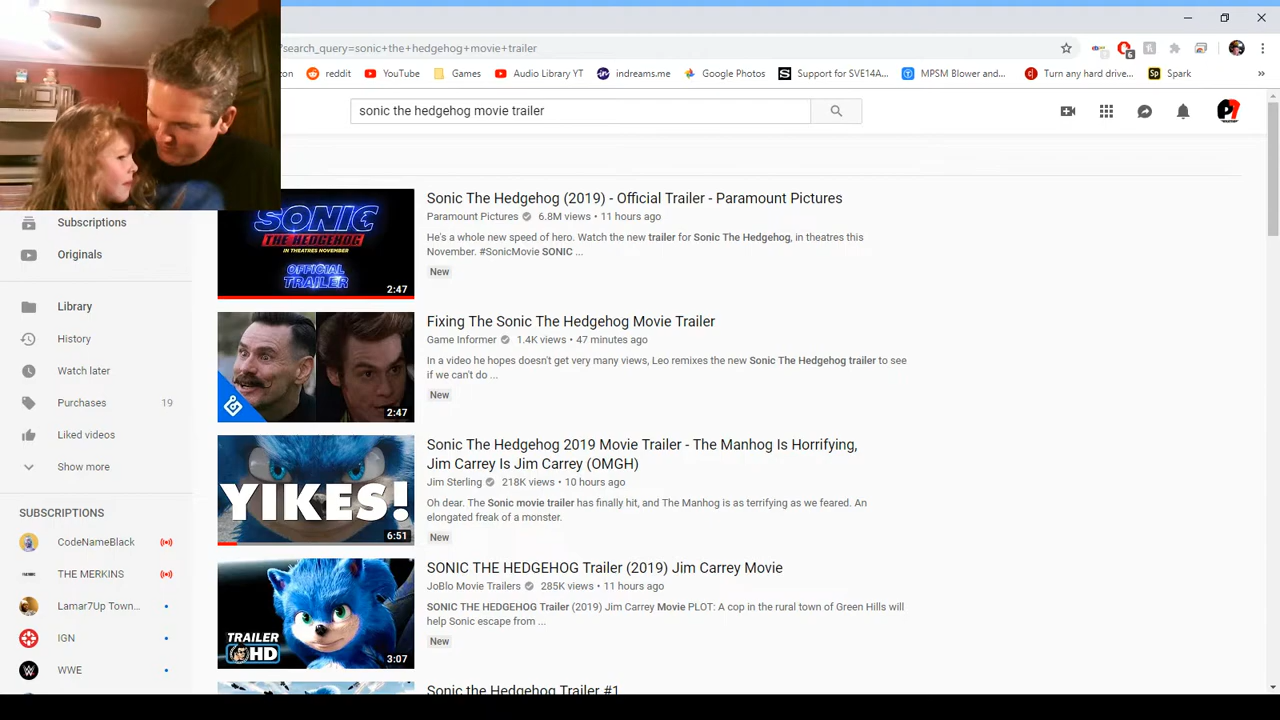 ?search_query=sonic+the+hedgehog+movie+trailer
ton
reddit
YouTube
Games
Audio Library YT
indreams.me
Google Photos
Support for SVE14A...
MPSM Blower and...
Turn any hard drive...
Spark
»
sonic the hedgehog movie trailer
Subscriptions
Originals
Library
History
Watch later
Purchases 19
Liked videos
Show more
SUBSCRIPTIONS
CodeNameBlack
THE MERKINS
Lamar7Up Town...
IGN
WWE
SONIC
THE HEDGEHOG
IN THEATRES NOVEMBER
OFFICIAL
TRAILER
2:47
Sonic The Hedgehog (2019) - Official Trailer - Paramount Pictures
Paramount Pictures 6.8M views • 11 hours ago
He's a whole new speed of hero. Watch the new trailer for Sonic The Hedgehog, in theatres this
November. #SonicMovie SONIC ...
New
2:47
Fixing The Sonic The Hedgehog Movie Trailer
Game Informer 1.4K views • 47 minutes ago
In a video he hopes doesn't get very many views, Leo remixes the new Sonic The Hedgehog trailer to see
if we can't do ...
New
YIKES!
6:51
Sonic The Hedgehog 2019 Movie Trailer - The Manhog Is Horrifying,
Jim Carrey Is Jim Carrey (OMGH)
Jim Sterling 218K views • 10 hours ago
Oh dear. The Sonic movie trailer has finally hit, and The Manhog is as terrifying as we feared. An
elongated freak of a monster.
New
TRAILER
HD
3:07
SONIC THE HEDGEHOG Trailer (2019) Jim Carrey Movie
JoBlo Movie Trailers 285K views • 11 hours ago
SONIC THE HEDGEHOG Trailer (2019) Jim Carrey Movie PLOT: A cop in the rural town of Green Hills will
help Sonic escape from ...
New
Sonic the Hedgehog Trailer #1